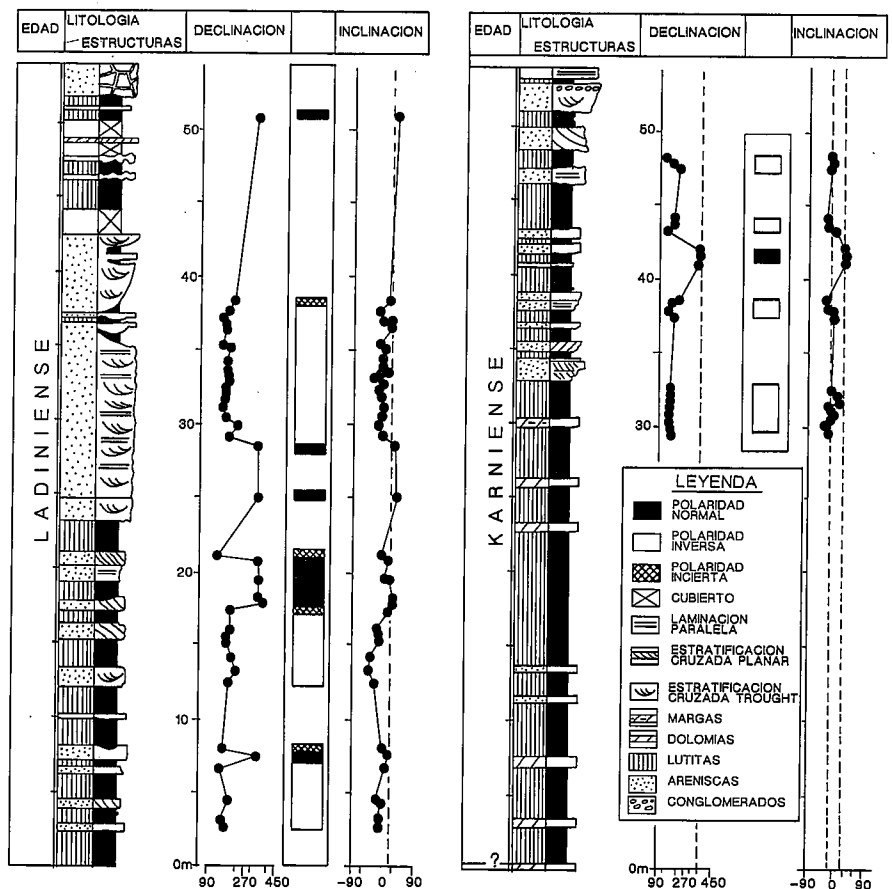 EDAD
LITOLOGIA
ESTRUCTURAS
DECLINACION
INCLINACION
LADINIENSE
50
40
30
20
10
0m
90 270 450
-90 0 90
EDAD
LITOLOGIA
ESTRUCTURAS
DECLINACION
INCLINACION
KARNIENSE
?
50
40
30
0m
90 270 450
-90 0 90
LEYENDA
POLARIDAD
NORMAL
POLARIDAD
INVERSA
POLARIDAD
INCIERTA
CUBIERTO
LAMINACION
PARALELA
ESTRATIFICACION
CRUZADA PLANAR
ESTRATIFICACION
CRUZADA TROUGHT
MARGAS
DOLOMIAS
LUTITAS
ARENISCAS
CONGLOMERADOS